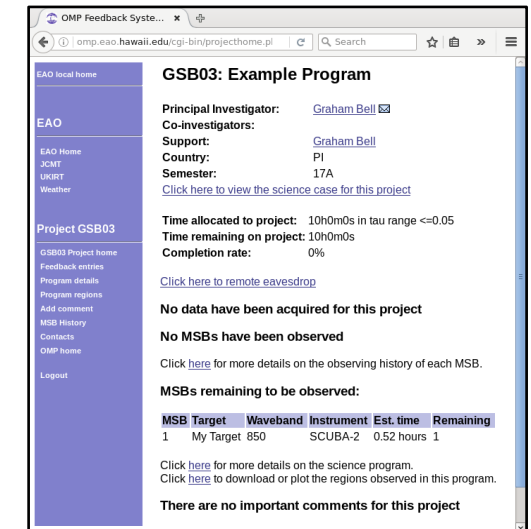 OMP Feedback Syste...
omp.eao.hawaii.edu/cgi-bin/projecthome.pl
Search
EAO local home
EAO
EAO Home
JCMT
UKIRT
Weather
Project GSB03
GSB03 Project home
Feedback entries
Program details
Program regions
Add comment
MSB History
Contacts
OMP home
Logout
GSB03: Example Program
Principal Investigator: Graham Bell
Co-investigators:
Support: Graham Bell
Country: PI
Semester: 17A
Click here to view the science case for this project
Time allocated to project: 10h0m0s in tau range <=0.05
Time remaining on project: 10h0m0s
Completion rate: 0%
Click here to remote eavesdrop
No data have been acquired for this project
No MSBs have been observed
Click here for more details on the observing history of each MSB.
MSBs remaining to be observed:
MSB Target Waveband Instrument Est. time Remaining
1 My Target 850 SCUBA-2 0.52 hours 1
Click here for more details on the science program.
Click here to download or plot the regions observed in this program.
There are no important comments for this project